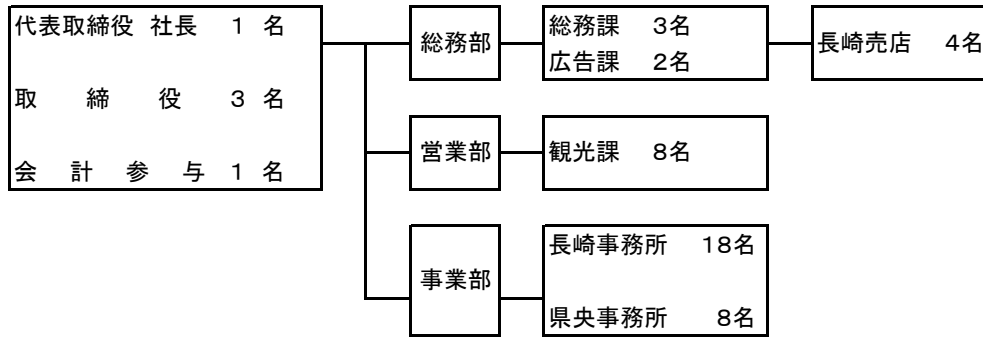 代表取締役 社長 1 名
取 締 役 3 名
会 計 参 与 1 名
総務部
総務課 3名
広告課 2名
長崎売店 4名
営業部
観光課 8名
事業部
長崎事務所 18名
県央事務所 8名